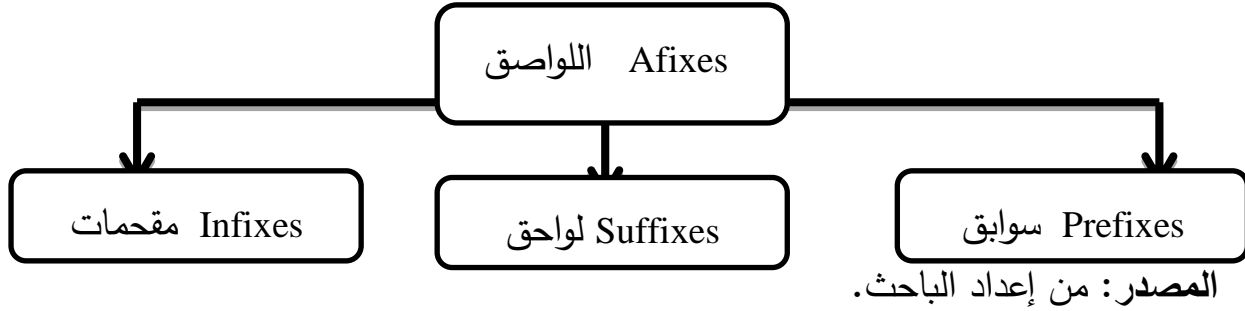 Afixes اللواصق
Prefixes سوابق
Suffixes لواحق
Infixes مقحمات
المصدر: من إعداد الباحث.